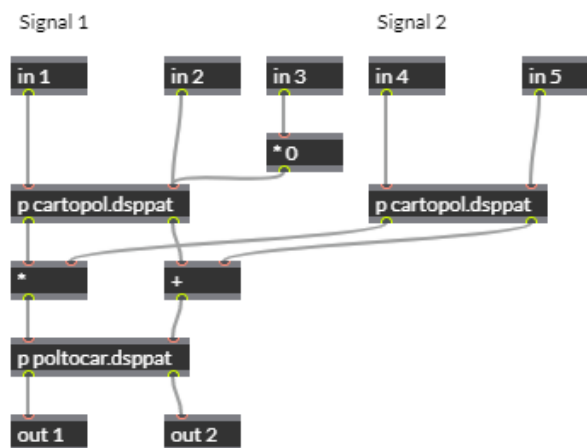 Signal 1 Signal 2
in 1 in 2 in 3 in 4 in 5
* 0
p cartopol.dsppat p cartopol.dsppat
* +
p poltocar.dsppat
out 1 out 2